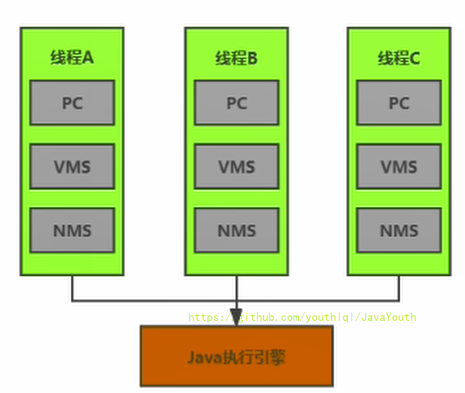 线程A
线程B
线程C
PC
PC
PC
VMS
VMS
VMS
NMS
NMS
NMS
https://github.com/youthlql/JavaYouth
Java执行引擎